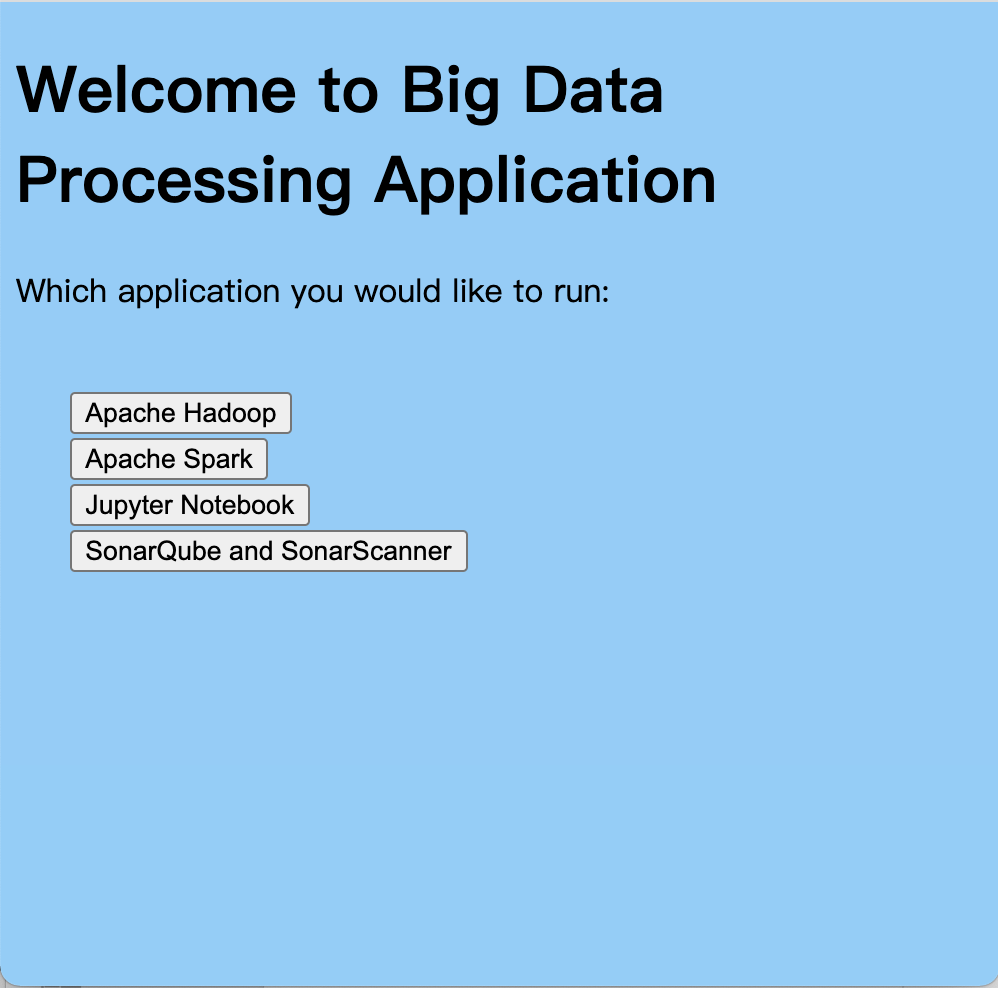 Welcome to Big Data
Processing Application
Which application you would like to run:
Apache Hadoop
Apache Spark
Jupyter Notebook
SonarQube and SonarScanner